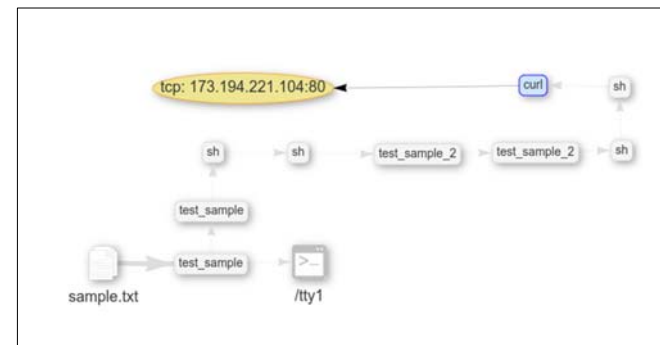 tcp: 173.194.221.104:80
curl
sh
sh
sh
test_sample_2
test_sample_2
sh
test_sample
test_sample
>_
sample.txt
/tty1